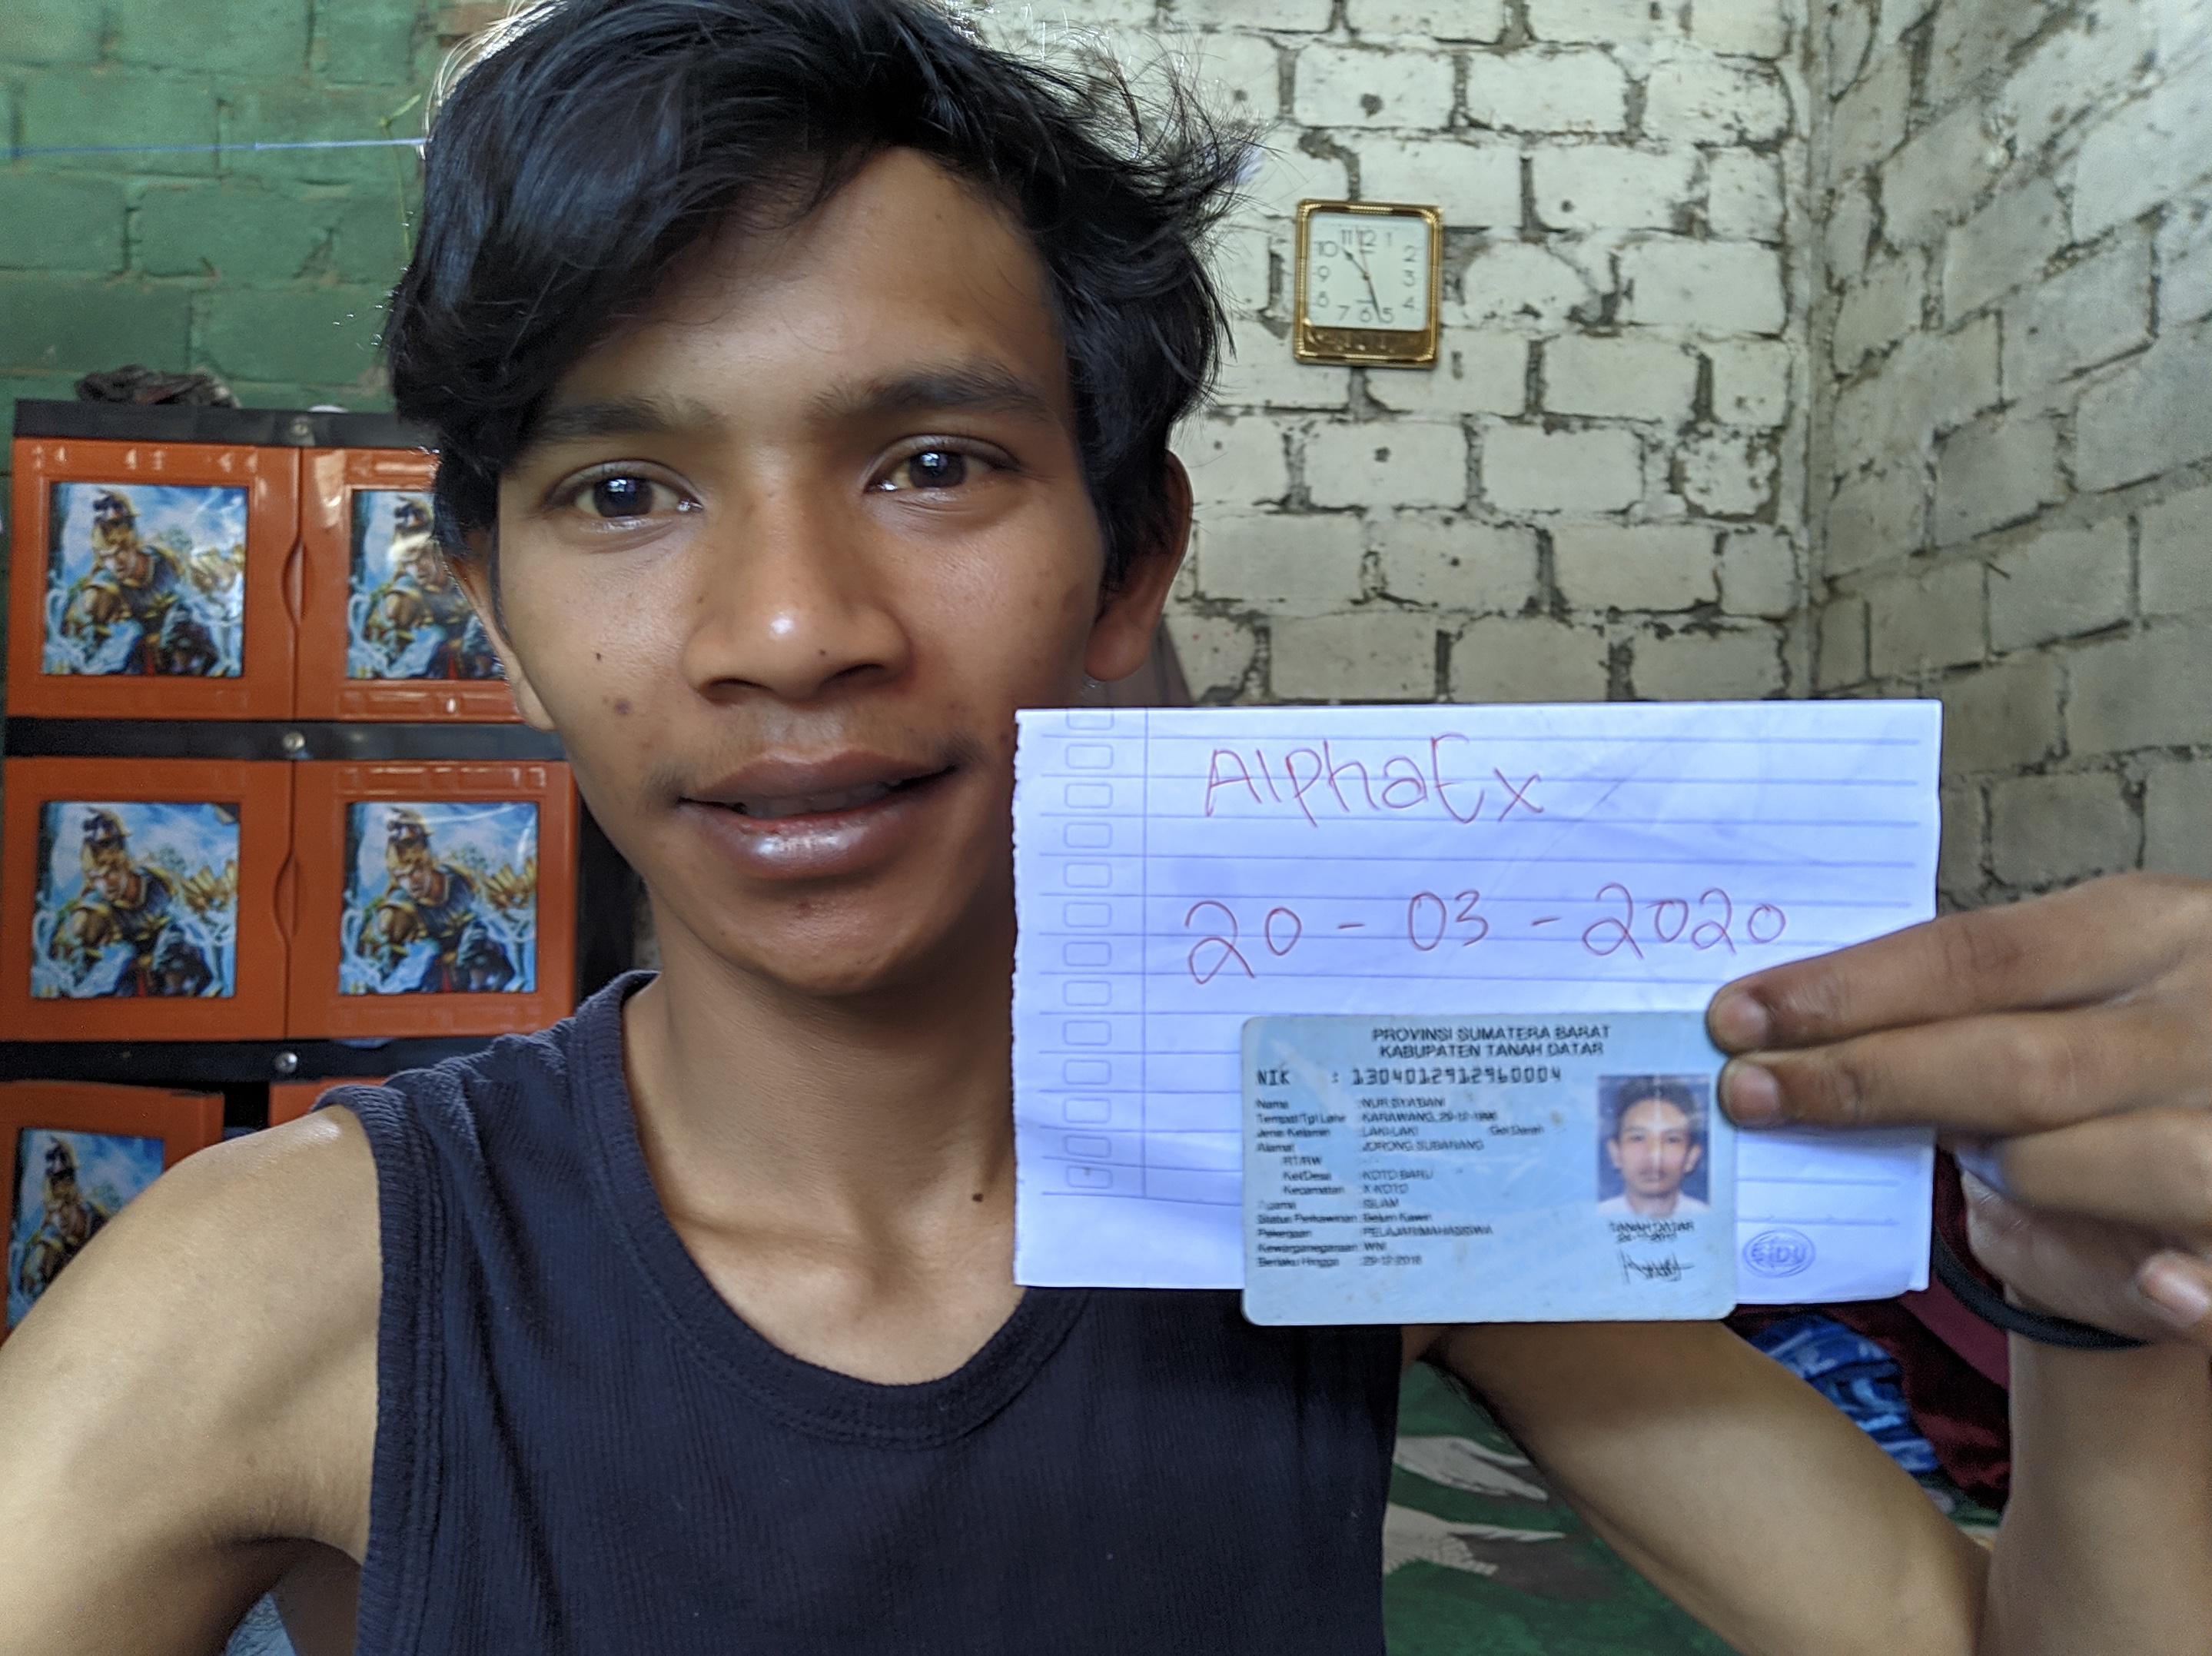 11 12 1
10 2
9 3
8 4
7 6 5
AlphaEx
20 - 03 - 2020
PROVINSI SUMATERA BARAT
KABUPATEN TANAH DATAR
NIK : 1304012912960004
Nama : NUR SYABANI
Tempat/Tgl Lahir : KARAWANG, 29-12-1996
Jenis Kelamin : LAKI-LAKI Gol Darah
Alamat : JORONG SUBARANG
RT/RW
Kel/Desa : KOTO BARU
Kecamatan : X KOTO
Agama : ISLAM
Status Perkawinan : Belum Kawin
Pekerjaan : PELAJAR/MAHASISWA
Kewarganegaraan : WNI
Berlaku Hingga : 29-12-2018
TANAH DATAR
SIDU